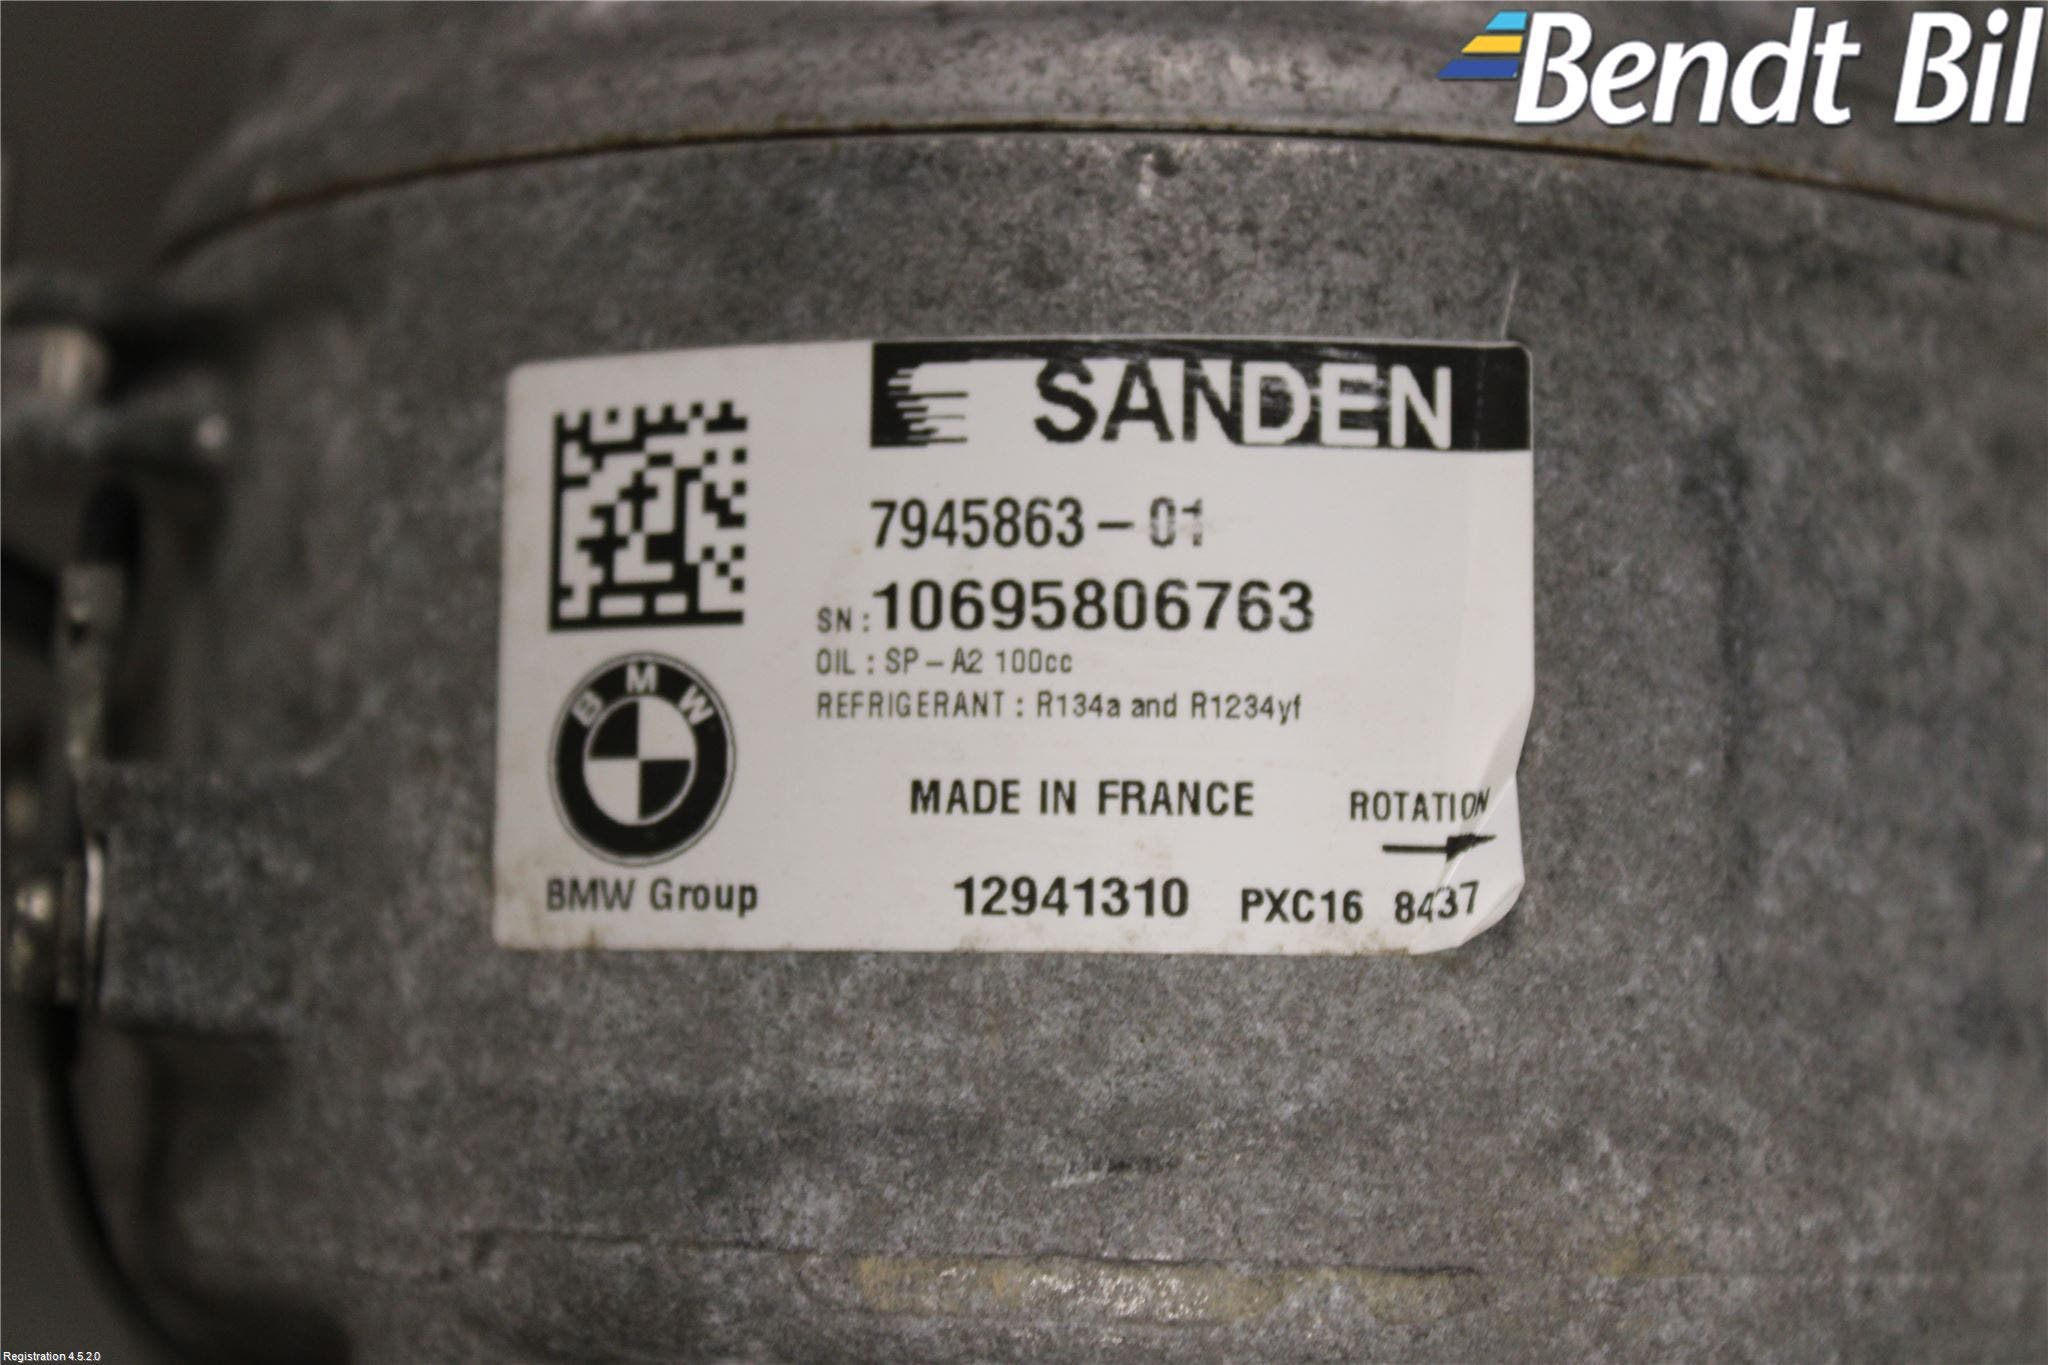 Bendt Bil
SANDEN
7945863-01
SN: 10695806763
OIL : SP-A2 100cc
REFRIGERANT : R134a and R1234yf
BMW
MADE IN FRANCE
ROTATION
BMW Group
12941310 PXC16 8437
Registration 4.5.2.0